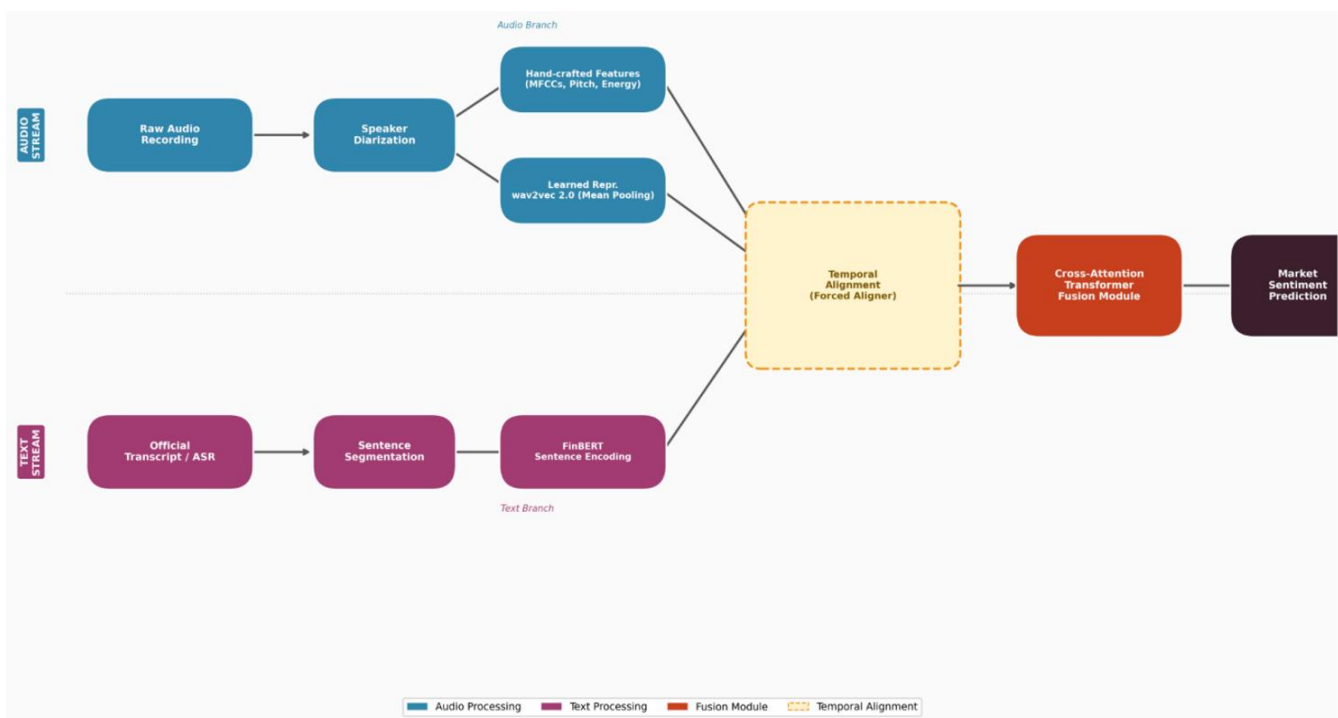 Audio Branch
AUDIO
STREAM
Raw Audio
Recording
Speaker
Diarization
Hand-crafted Features
(MFCCs, Pitch, Energy)
Learned Repr.
wav2vec 2.0 (Mean Pooling)
Temporal
Alignment
(Forced Aligner)
Cross-Attention
Transformer
Fusion Module
Market
Sentiment
Prediction
TEXT
STREAM
Official
Transcript / ASR
Sentence
Segmentation
FinBERT
Sentence Encoding
Text Branch
Audio Processing
Text Processing
Fusion Module
Temporal Alignment